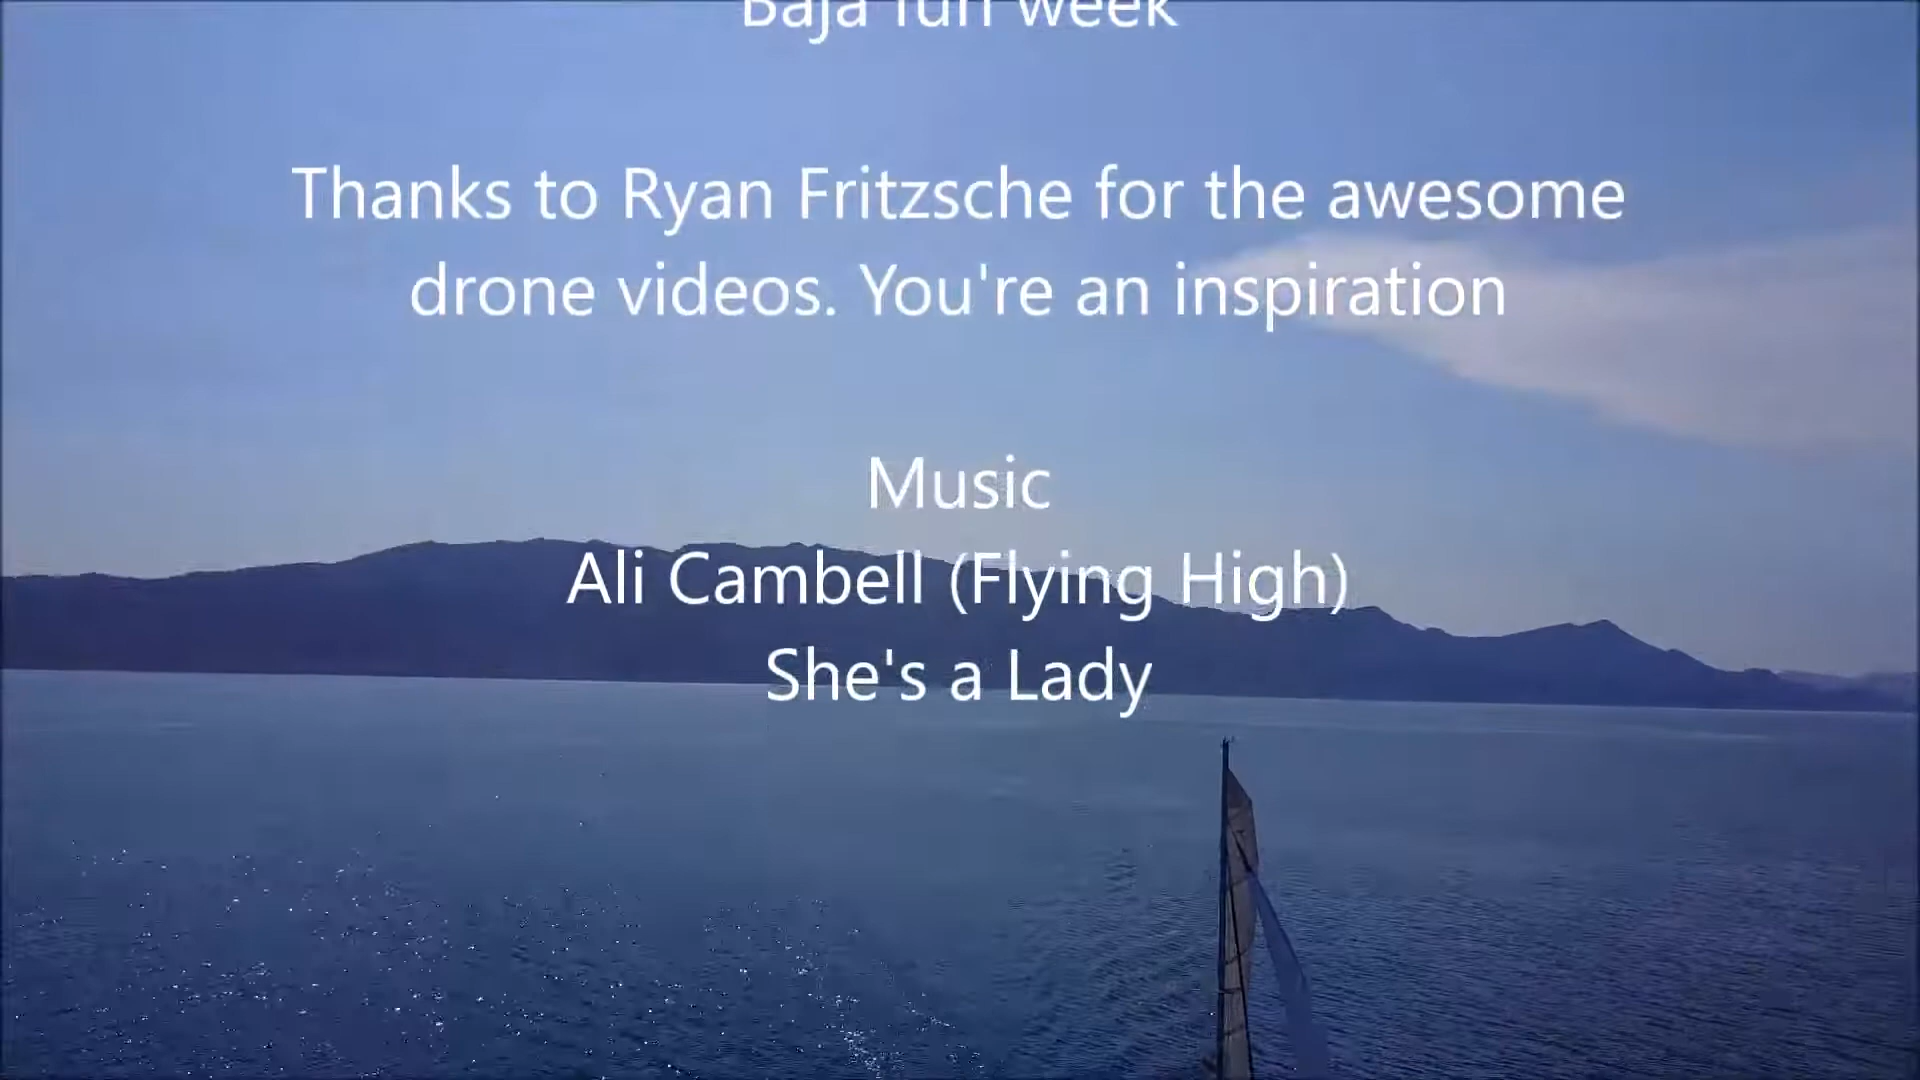 Baja fun week
Thanks to Ryan Fritzsche for the awesome
drone videos. You're an inspiration
Music
Ali Cambell (Flying High)
She's a Lady